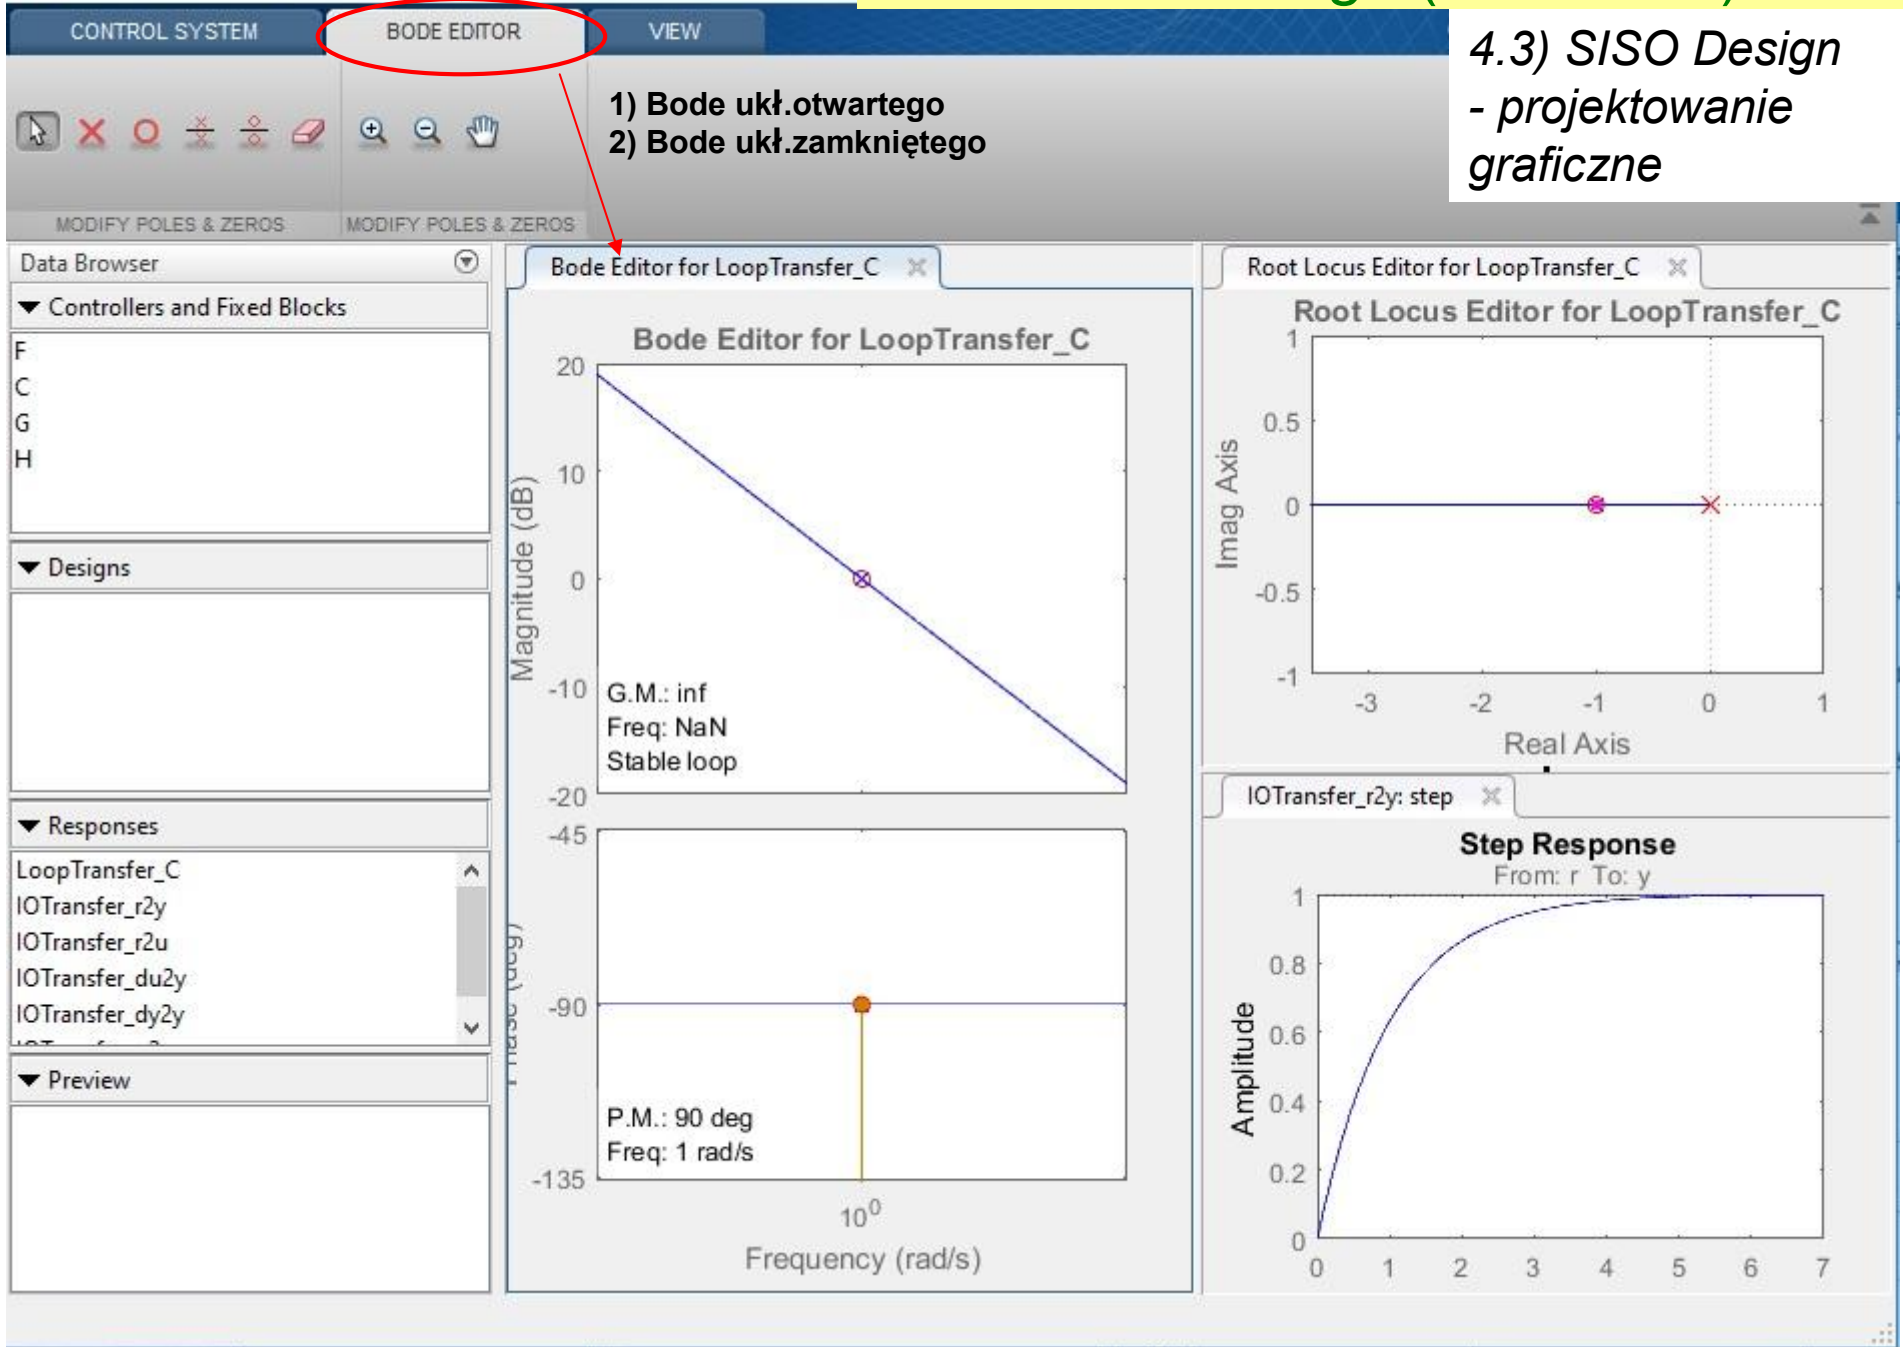 4.3) SISO Design
- projektowanie
graficzne
CONTROL SYSTEM
BODE EDITOR
VIEW
1) Bode ukł.otwartego
2) Bode ukł.zamkniętego
MODIFY POLES & ZEROS
MODIFY POLES & ZEROS
Data Browser
Controllers and Fixed Blocks
F
C
G
H
Designs
Responses
LoopTransfer_C
IOTransfer_r2y
IOTransfer_r2u
IOTransfer_du2y
IOTransfer_dy2y
Preview
Bode Editor for LoopTransfer_C
Bode Editor for LoopTransfer_C
Magnitude (dB)
20
10
0
-10
-20
G.M.: inf
Freq: NaN
Stable loop
Phase (deg)
-45
-90
-135
P.M.: 90 deg
Freq: 1 rad/s
10^0
Frequency (rad/s)
Root Locus Editor for LoopTransfer_C
Root Locus Editor for LoopTransfer_C
Imag Axis
1
0.5
0
-0.5
-1
-3 -2 -1 0 1
Real Axis
IOTransfer_r2y: step
Step Response
From: r To: y
Amplitude
1
0.8
0.6
0.4
0.2
0
0 1 2 3 4 5 6 7